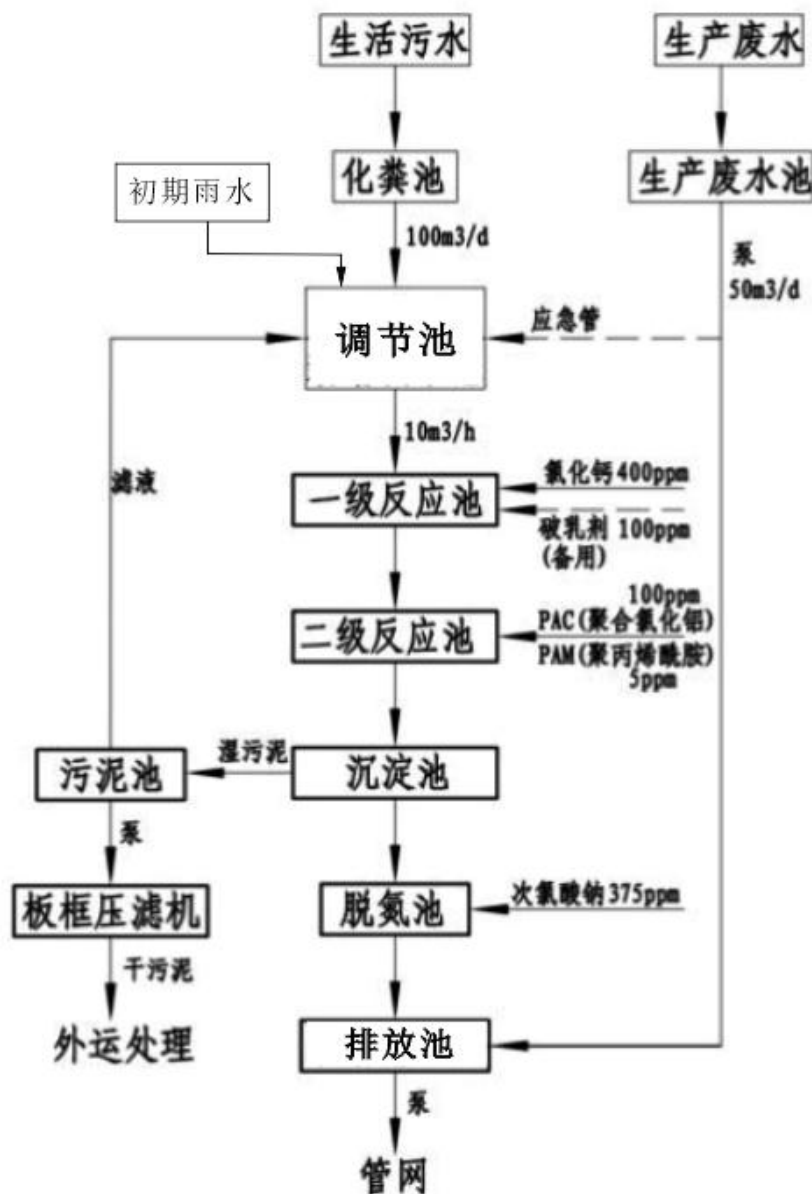 生活污水
生产废水
化粪池
生产废水池
初期雨水
100m3/d
泵
50m3/d
调节池
应急管
10m3/h
滤液
氯化钙400ppm
一级反应池
破乳剂 100ppm
(备用)
100ppm
二级反应池
PAC(聚合氯化铝)
PAM(聚丙烯酰胺)
5ppm
湿污泥
污泥池
沉淀池
泵
板框压滤机
脱氮池
次氯酸钠375ppm
干污泥
外运处理
排放池
泵
管网